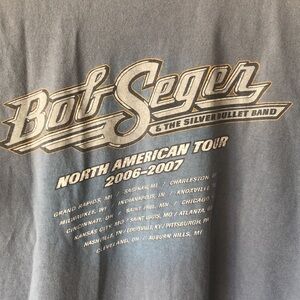 Bob Seger
& THE SILVER BULLET BAND
NORTH AMERICAN TOUR
2006-2007
GRAND RAPIDS, MI / SAGINAW, MI / CHARLESTON
MILWAUKEE, WI / INDIANAPOLIS, IN / KNOXVILLE
CINCINNATI, OH / SAINT PAUL, MN / CHICAGO
KANSAS CITY, MO / SAINT LOUIS, MO / ATLANTA,
NASHVILLE, TN / LOUISVILLE, KY / PITTSBURGH, PA
CLEVELAND, OH / AUBURN HILLS, MI